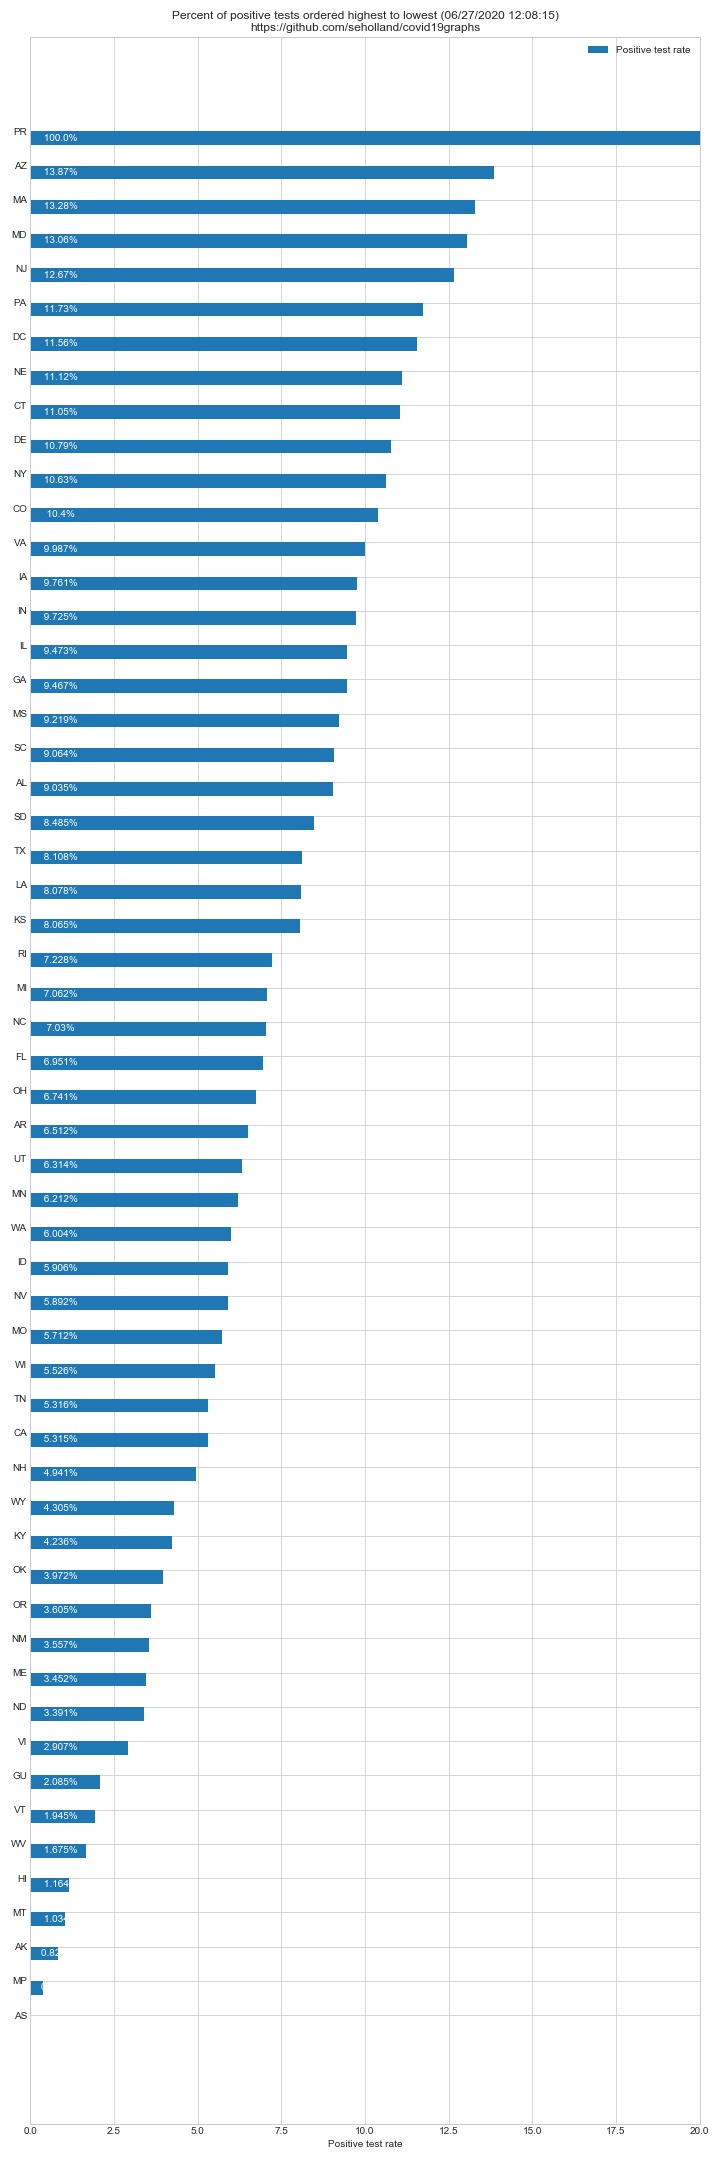 Percent of positive tests ordered highest to lowest (06/27/2020 12:08:15)
https://github.com/seholland/covid19graphs
Positive test rate
PR 100.0%
AZ 13.87%
MA 13.28%
MD 13.06%
NJ 12.67%
PA 11.73%
DC 11.56%
NE 11.12%
CT 11.05%
DE 10.79%
NY 10.63%
CO 10.4%
VA 9.987%
IA 9.761%
IN 9.725%
IL 9.473%
GA 9.467%
MS 9.219%
SC 9.064%
AL 9.035%
SD 8.485%
TX 8.108%
LA 8.078%
KS 8.065%
RI 7.228%
MI 7.062%
NC 7.03%
FL 6.951%
OH 6.741%
AR 6.512%
UT 6.314%
MN 6.212%
WA 6.004%
ID 5.906%
NV 5.892%
MO 5.712%
WI 5.526%
TN 5.316%
CA 5.315%
NH 4.941%
WY 4.305%
KY 4.236%
OK 3.972%
OR 3.605%
NM 3.557%
ME 3.452%
ND 3.391%
VI 2.907%
GU 2.085%
VT 1.945%
WV 1.675%
HI 1.164
MT 1.03
AK 0.82
MP
AS
0.0 2.5 5.0 7.5 10.0 12.5 15.0 17.5 20.0
Positive test rate